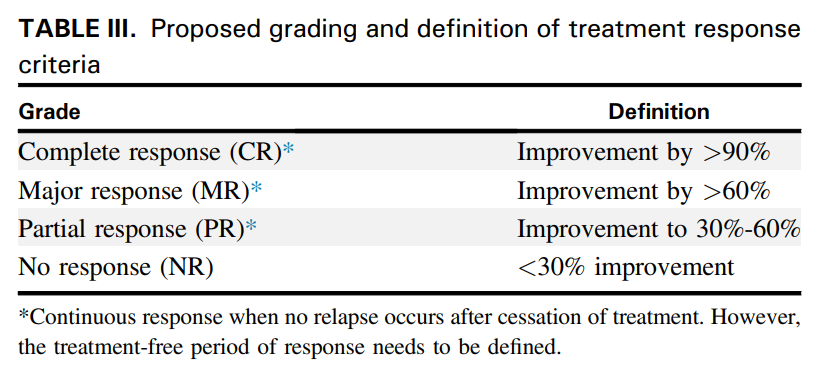 TABLE III. Proposed grading and definition of treatment response
criteria
Grade Definition
Complete response (CR)* Improvement by >90%
Major response (MR)* Improvement by >60%
Partial response (PR)* Improvement to 30%-60%
No response (NR) <30% improvement
*Continuous response when no relapse occurs after cessation of treatment. However,
the treatment-free period of response needs to be defined.